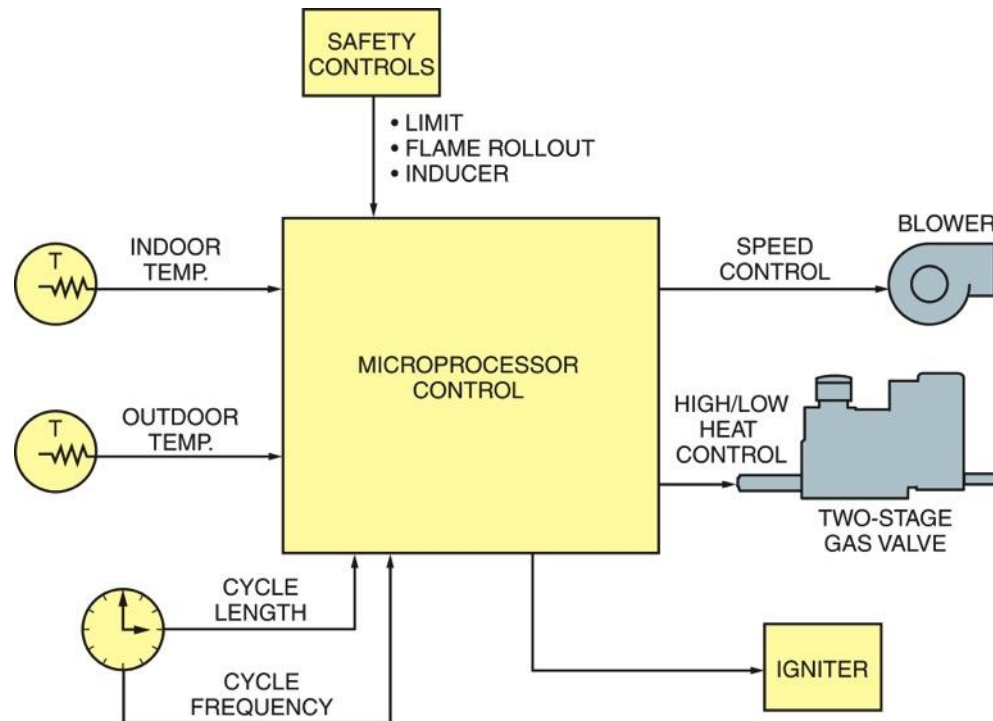 SAFETY
CONTROLS
• LIMIT
• FLAME ROLLOUT
• INDUCER
T
INDOOR
TEMP.
SPEED
CONTROL
BLOWER
MICROPROCESSOR
CONTROL
T
OUTDOOR
TEMP.
HIGH/LOW
HEAT
CONTROL
TWO-STAGE
GAS VALVE
CYCLE
LENGTH
CYCLE
FREQUENCY
IGNITER